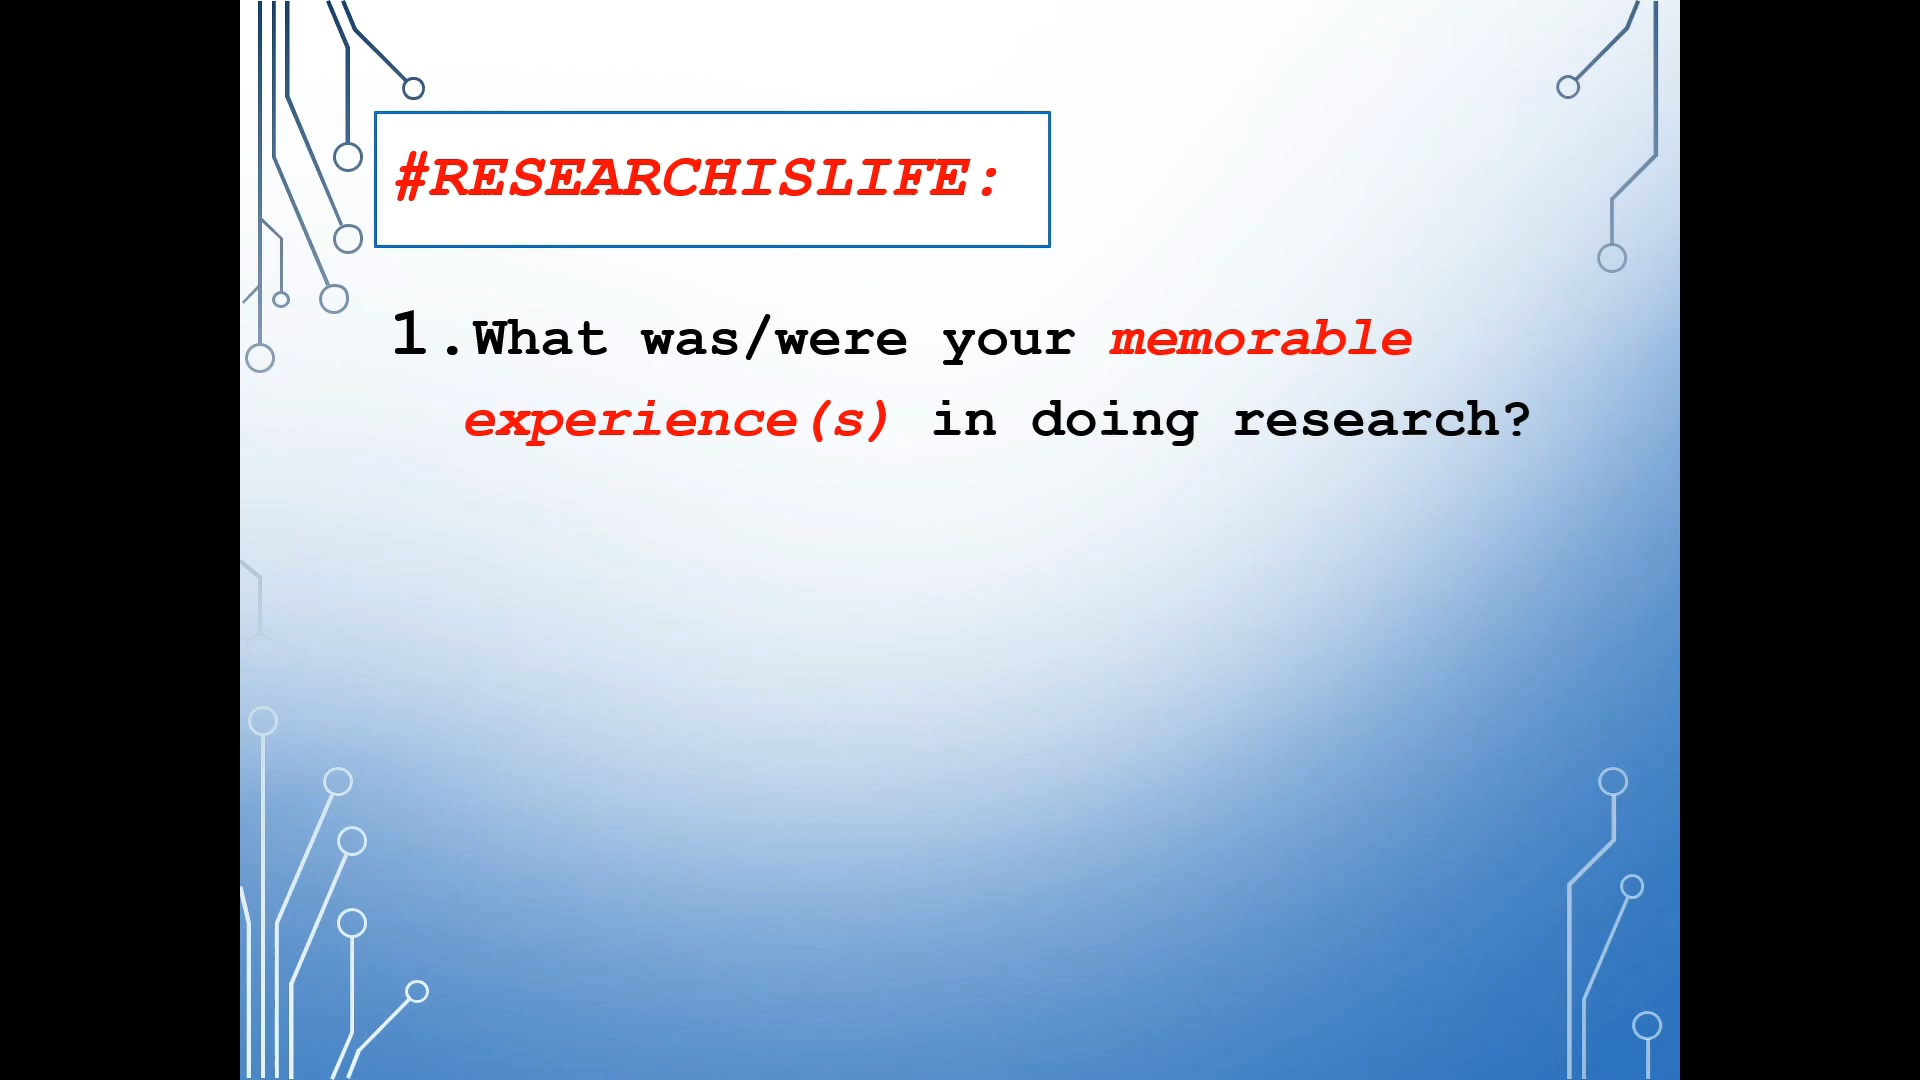 #RESEARCHISLIFE:
1.What was/were your memorable
experience(s) in doing research?